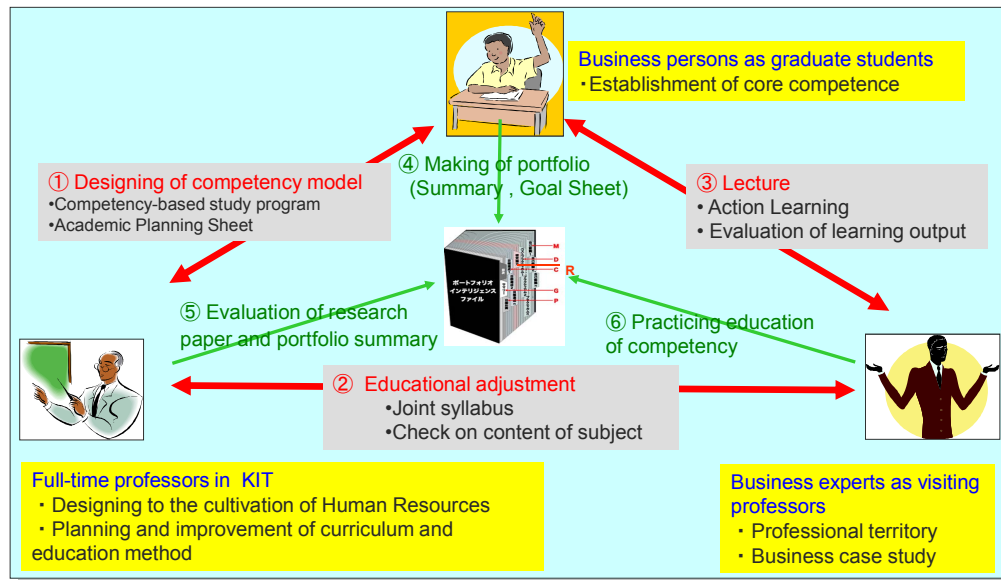 Business persons as graduate students
・Establishment of core competence
① Designing of competency model
•Competency-based study program
•Academic Planning Sheet
④ Making of portfolio
(Summary , Goal Sheet)
③ Lecture
• Action Learning
• Evaluation of learning output
M
D
R
C
G
P
ポートフォリオ
インテリジェンス
ファイル
⑤ Evaluation of research
paper and portfolio summary
⑥ Practicing education
of competency
② Educational adjustment
•Joint syllabus
•Check on content of subject
Full-time professors in KIT
・Designing to the cultivation of Human Resources
・Planning and improvement of curriculum and
education method
Business experts as visiting
professors
・Professional territory
・Business case study